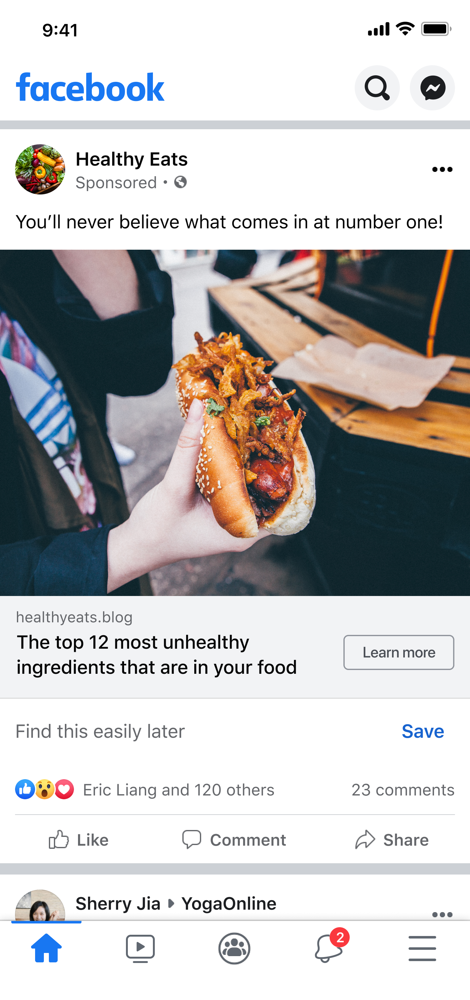 9:41
facebook
Healthy Eats
Sponsored •
You’ll never believe what comes in at number one!
healthyeats.blog
The top 12 most unhealthy
ingredients that are in your food
Learn more
Find this easily later
Save
Eric Liang and 120 others
23 comments
Like
Comment
Share
Sherry Jia ▸ YogaOnline
2